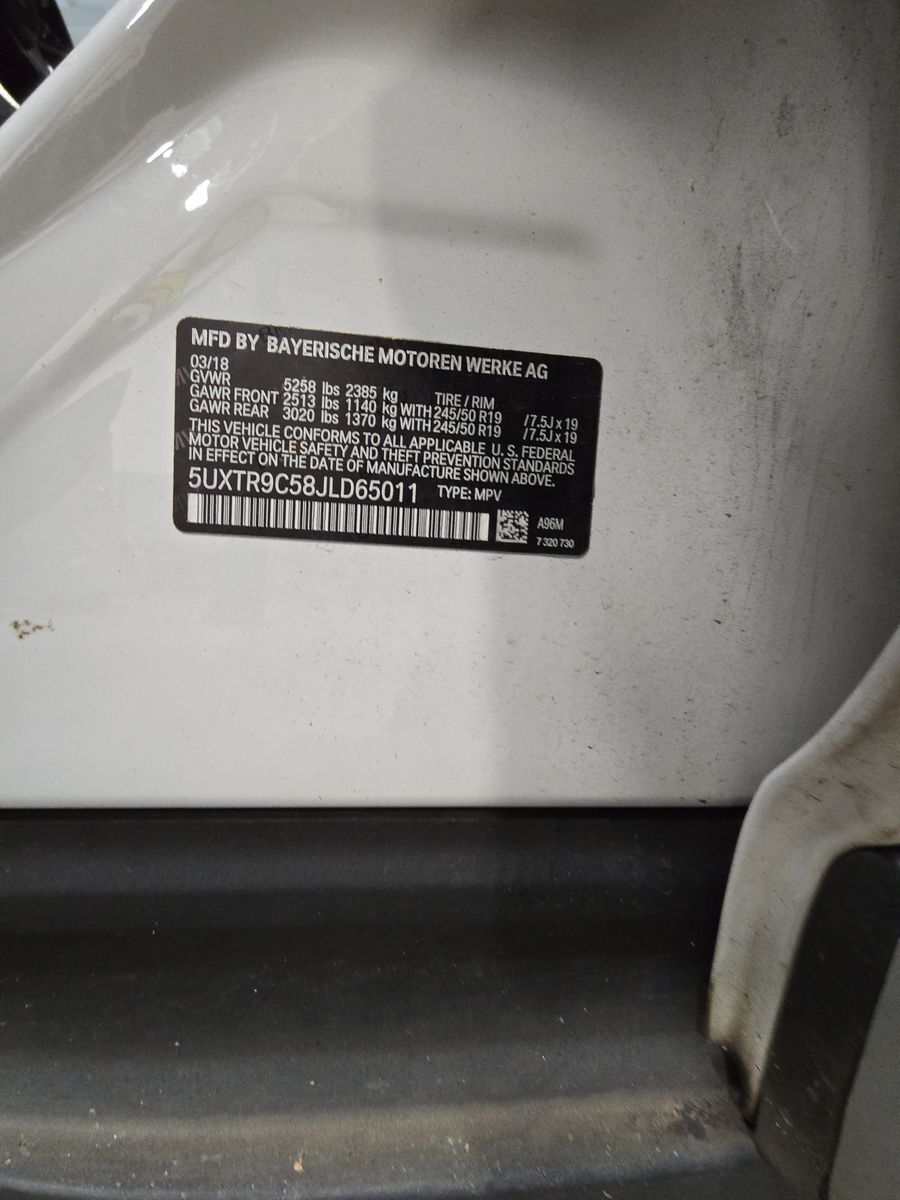 MFD BY BAYERISCHE MOTOREN WERKE AG
03/18
GVWR 5258 lbs 2385 kg TIRE / RIM
GAWR FRONT 2513 lbs 1140 kg WITH 245/50 R19 / 7.5J x 19
GAWR REAR 3020 lbs 1370 kg WITH 245/50 R19 / 7.5J x 19
THIS VEHICLE CONFORMS TO ALL APPLICABLE U. S. FEDERAL
MOTOR VEHICLE SAFETY AND THEFT PREVENTION STANDARDS
IN EFFECT ON THE DATE OF MANUFACTURE SHOWN ABOVE.
5UXTR9C58JLD65011 TYPE: MPV
A96M
7 320 730